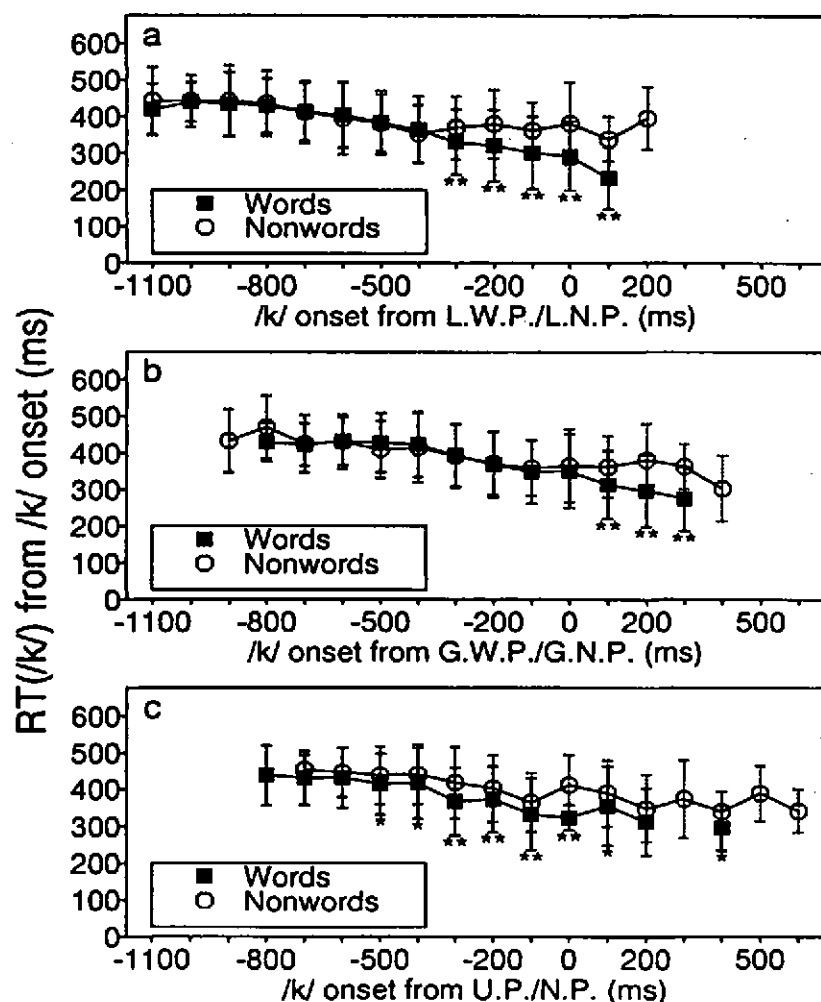 RT(/k/) from /k/ onset (ms)
a
600
500
400
300
200
100
0
Words
Nonwords
** ** ** ** **
-1100 -800 -500 -200 0 200 500
/k/ onset from L.W.P./L.N.P. (ms)
b
600
500
400
300
200
100
0
Words
Nonwords
** ** **
-1100 -800 -500 -200 0 200 500
/k/ onset from G.W.P./G.N.P. (ms)
c
600
500
400
300
200
100
0
Words
Nonwords
* * ** ** ** ** * *
-1100 -800 -500 -200 0 200 500
/k/ onset from U.P./N.P. (ms)